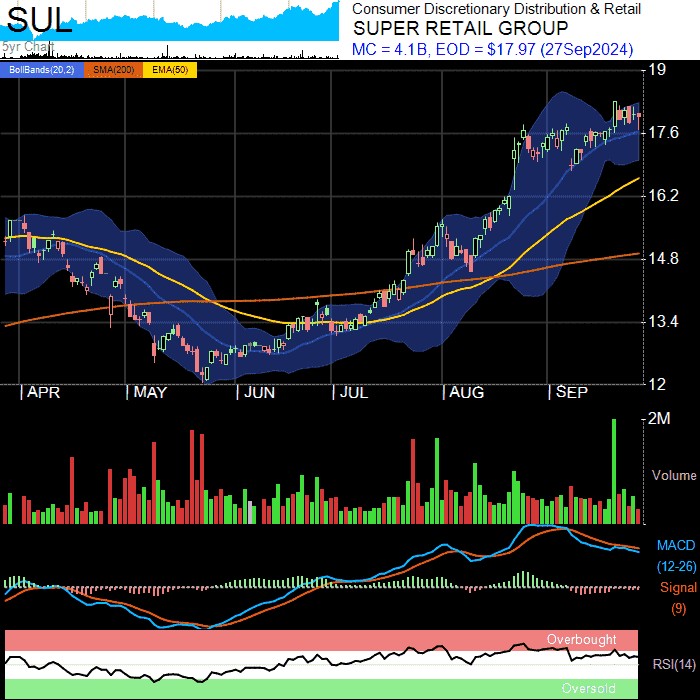 SUL
5yr Chart
Consumer Discretionary Distribution & Retail
SUPER RETAIL GROUP
MC = 4.1B, EOD = $17.97 (27Sep2024)
BollBands(20,2) SMA(200) EMA(50)
19
17.6
16.2
14.8
13.4
12
APR MAY JUN JUL AUG SEP
2M
Volume
MACD
(12-26)
Signal
(9)
Overbought
RSI(14)
Oversold